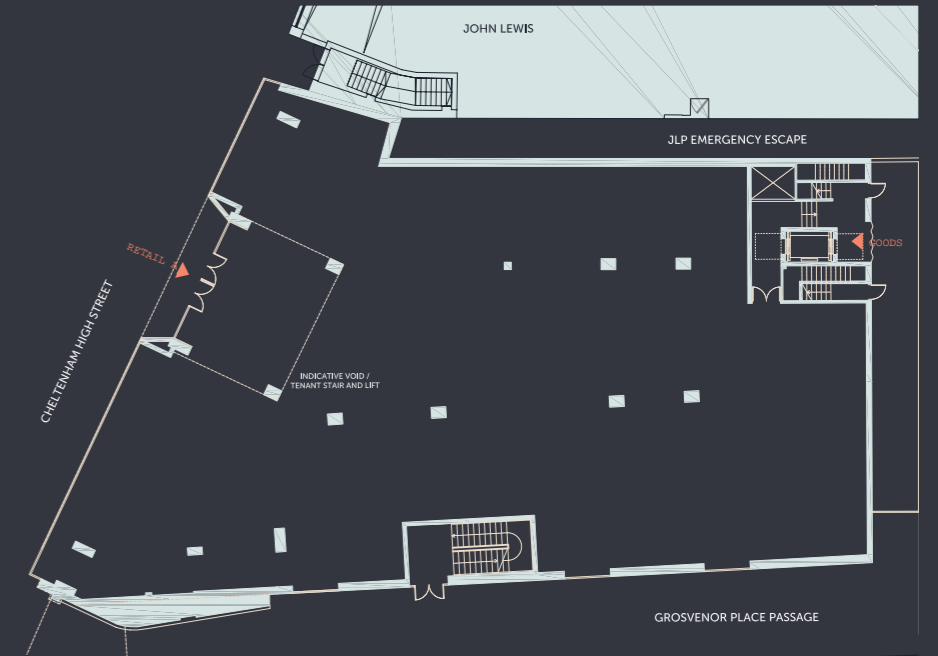 JOHN LEWIS
JLP EMERGENCY ESCAPE
RETAIL
GOODS
CHELTENHAM HIGH STREET
INDICATIVE VOID /
TENANT STAIR AND LIFT
GROSVENOR PLACE PASSAGE